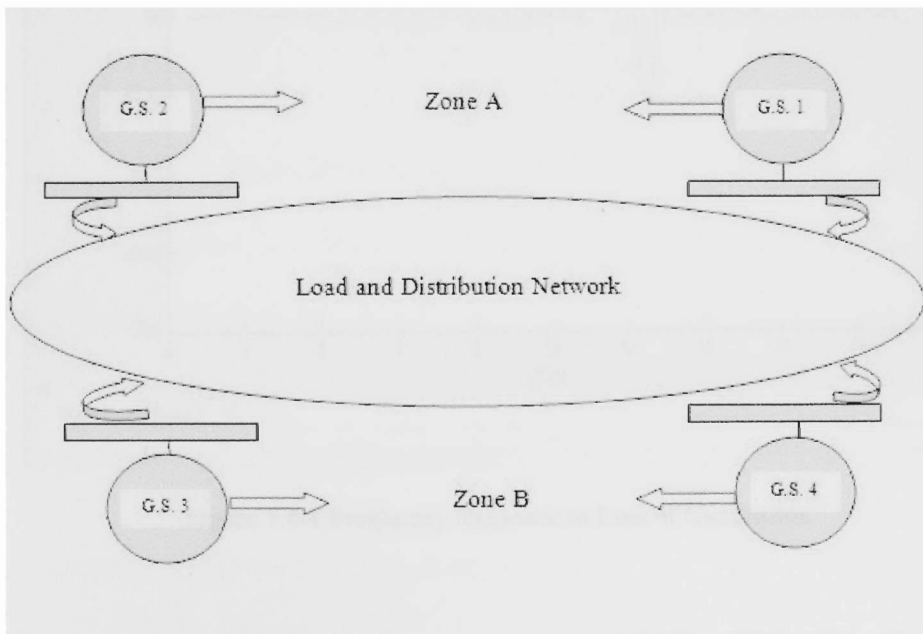 G.S. 2
Zone A
G.S. 1
Load and Distribution Network
G.S. 3
Zone B
G.S. 4